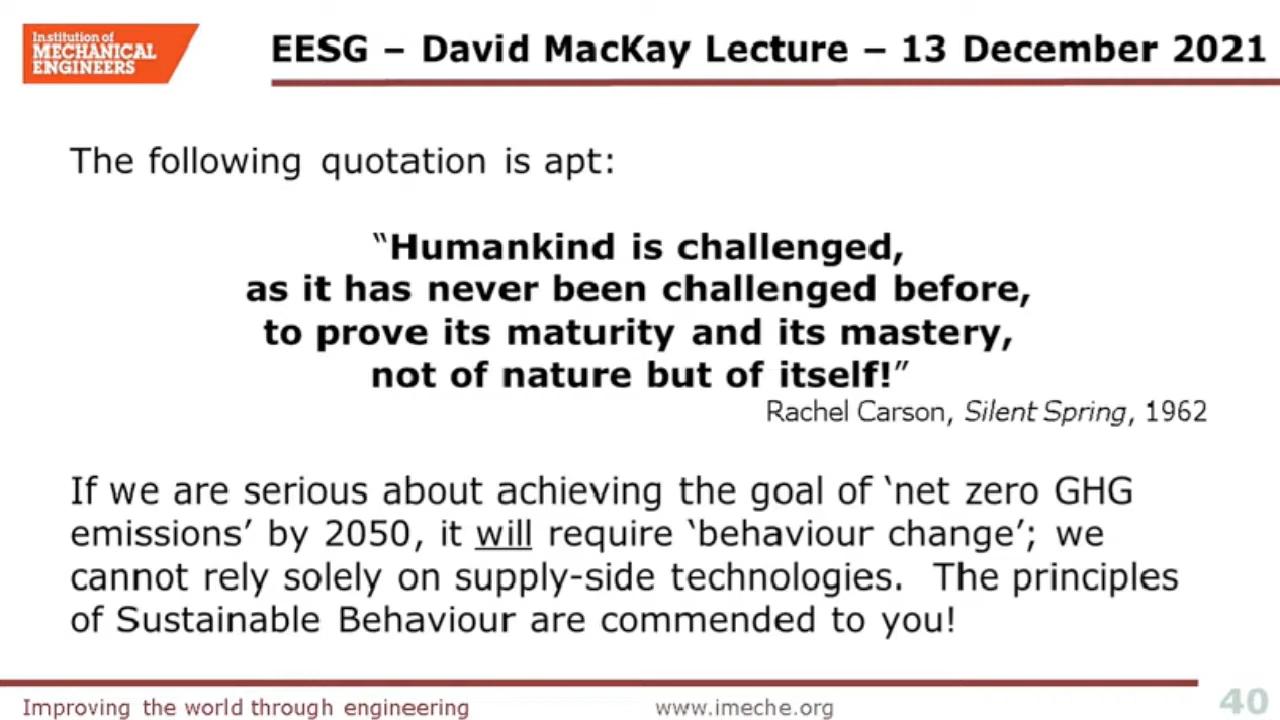 Institution of
MECHANICAL
ENGINEERS
EESG – David MacKay Lecture – 13 December 2021
The following quotation is apt:
“Humankind is challenged,
as it has never been challenged before,
to prove its maturity and its mastery,
not of nature but of itself!”
Rachel Carson, Silent Spring, 1962
If we are serious about achieving the goal of ‘net zero GHG
emissions’ by 2050, it will require ‘behaviour change’; we
cannot rely solely on supply-side technologies.  The principles
of Sustainable Behaviour are commended to you!
Improving the world through engineering
www.imeche.org
40